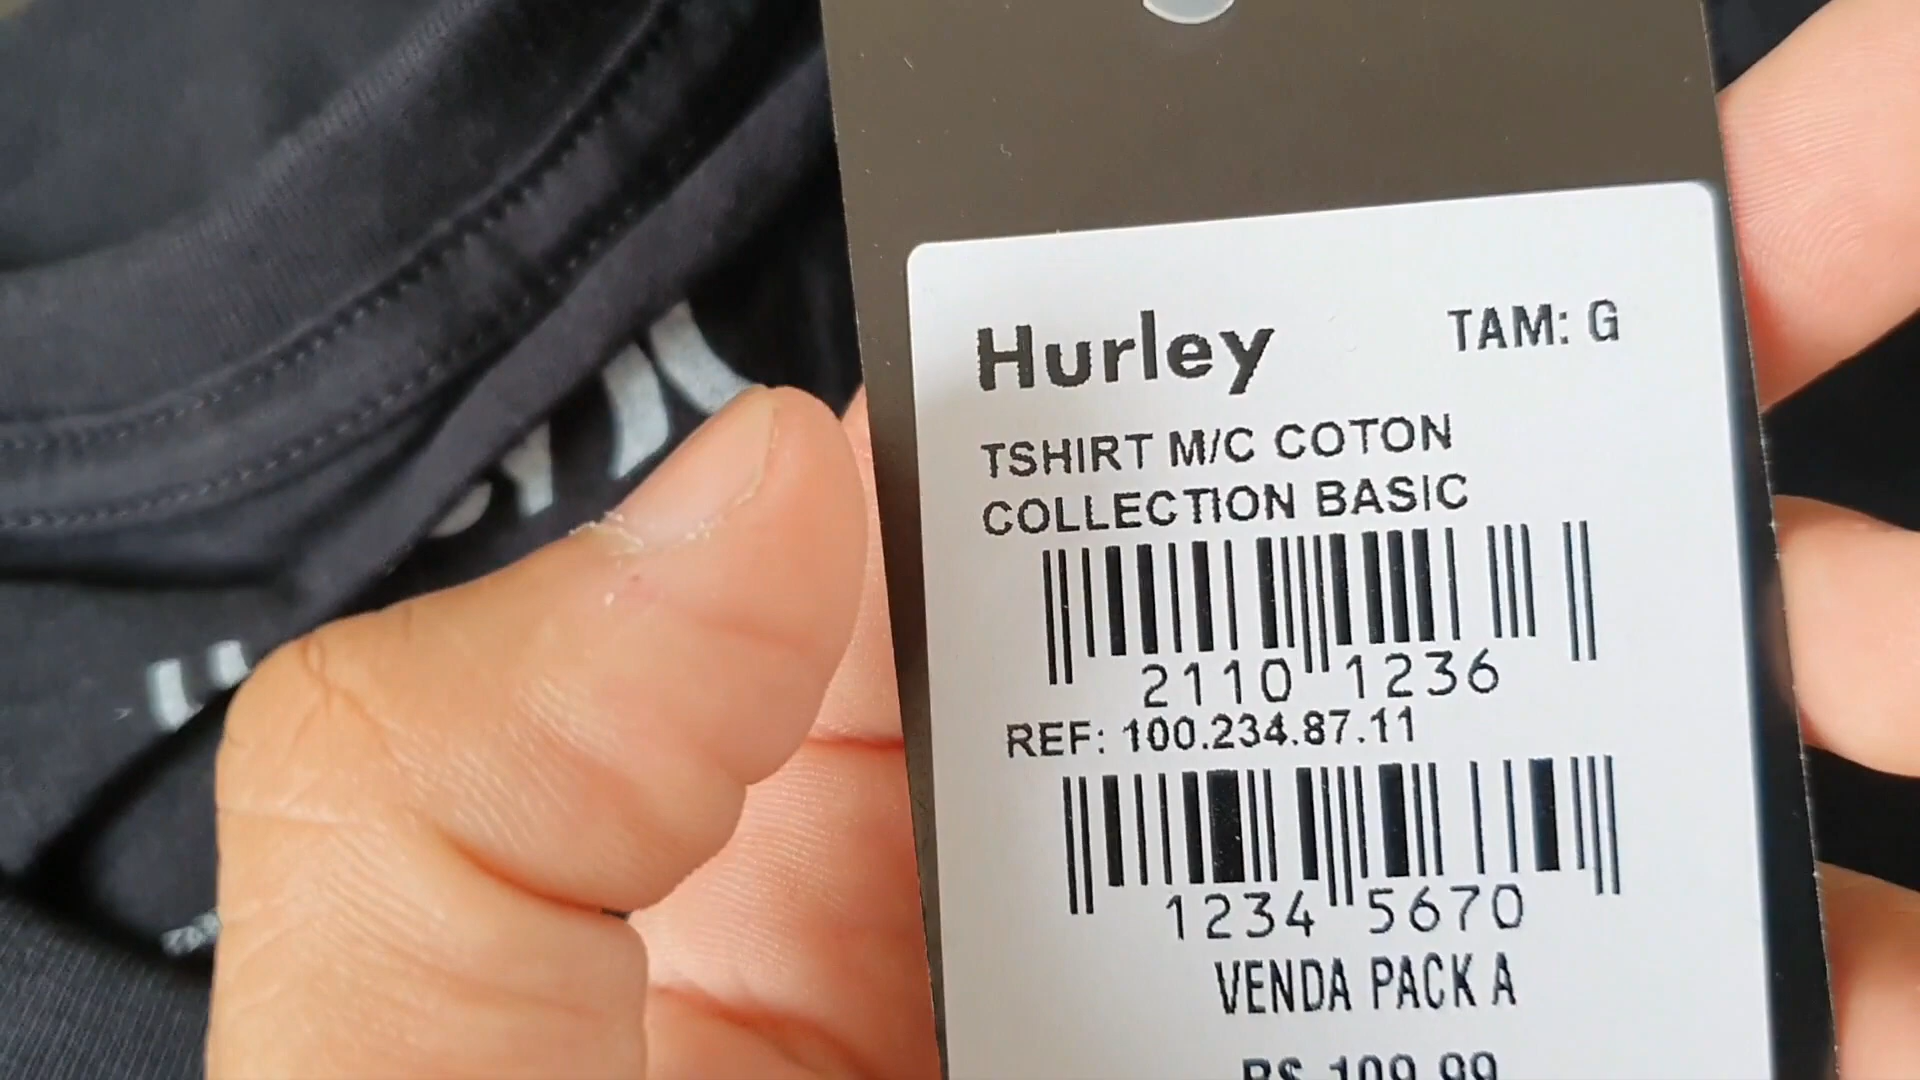 Hurley TAM: G
TSHIRT M/C COTON
COLLECTION BASIC
2110 1236
REF: 100.234.87.11
1234 5670
VENDA PACK A
R$ 109,99